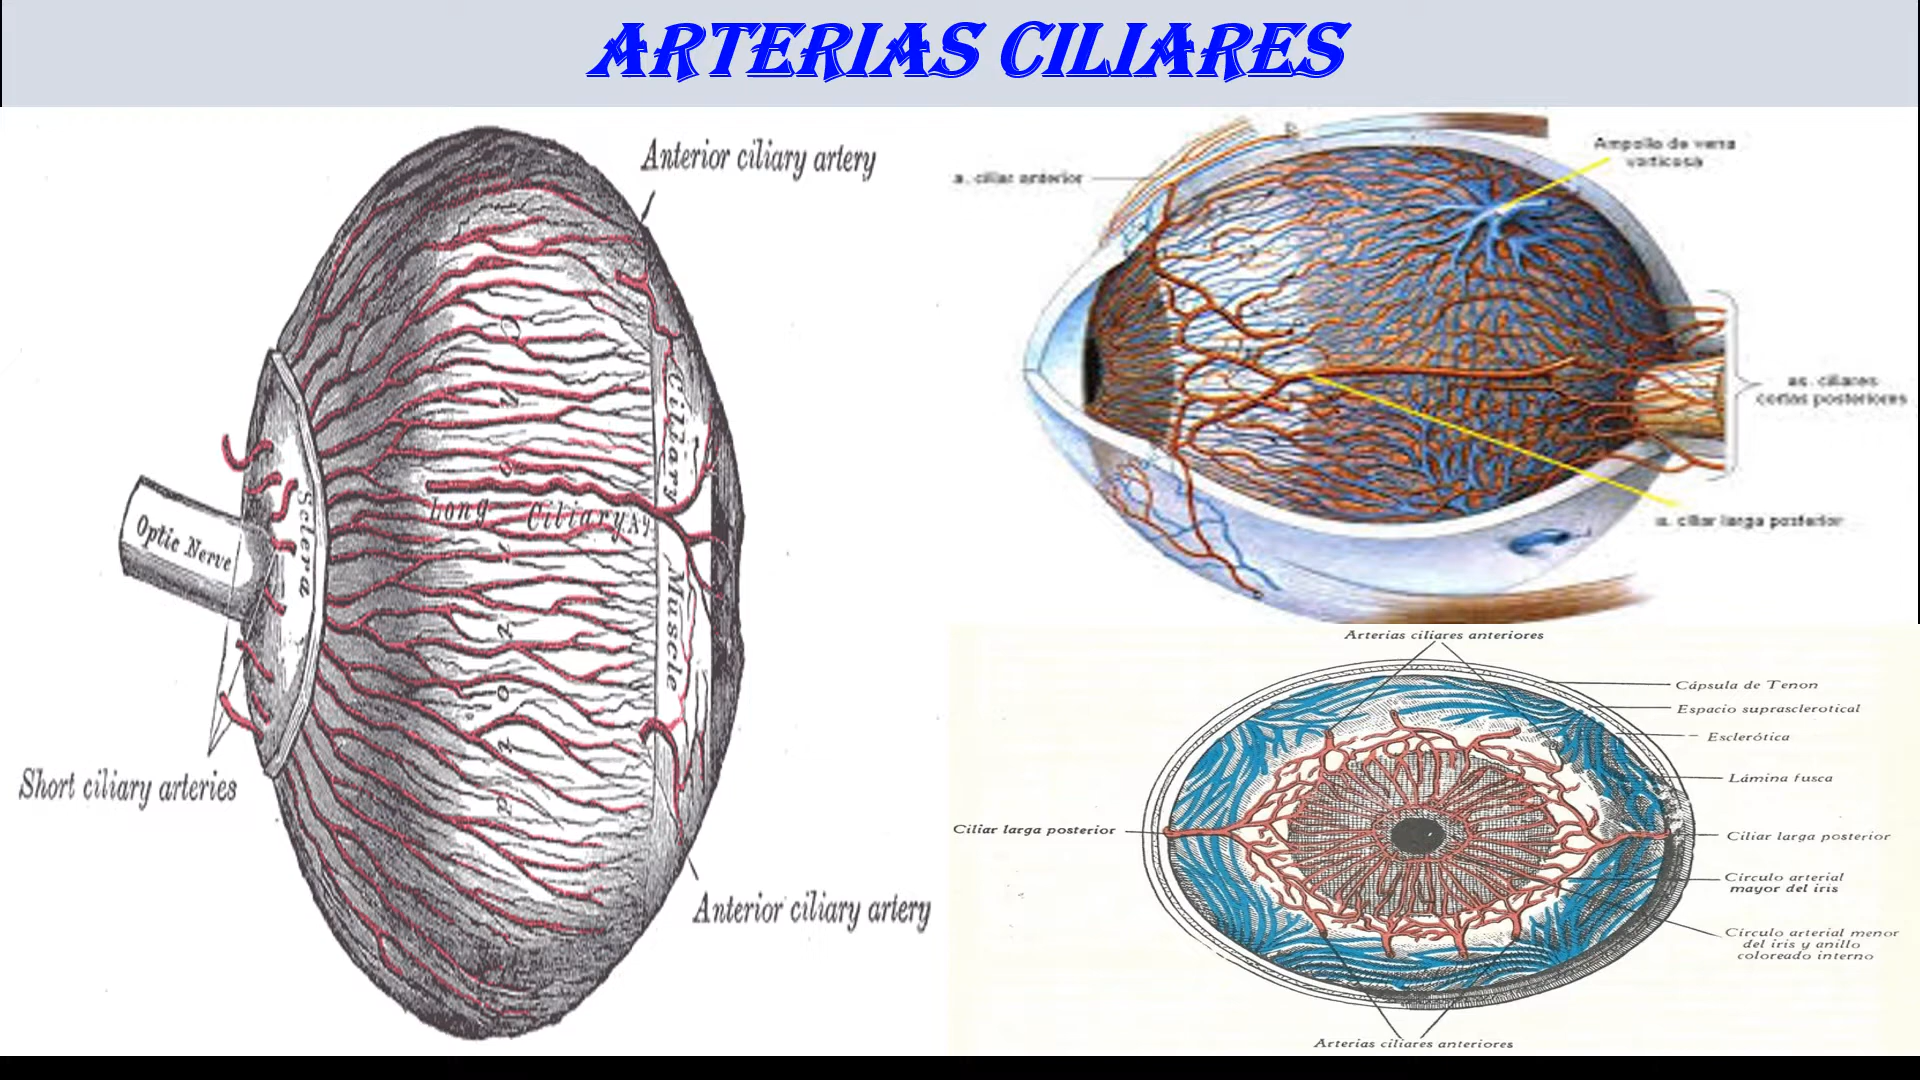 ARTERIAS CILIARES
Anterior ciliary artery
Choroid
Ciliary
Muscle
Long Ciliary Ay.
Sclera
Optic Nerve
Short ciliary arteries
Anterior ciliary artery
a. ciliar anterior
Ampolla de vena
vorticosa
as. ciliares
cortas posteriores
a. ciliar larga posterior
Arterias ciliares anteriores
Cápsula de Tenon
Espacio suprasclerotical
Esclerótica
Lámina fusca
Ciliar larga posterior
Ciliar larga posterior
Círculo arterial
mayor del iris
Círculo arterial menor
del iris y anillo
coloreado interno
Arterias ciliares anteriores